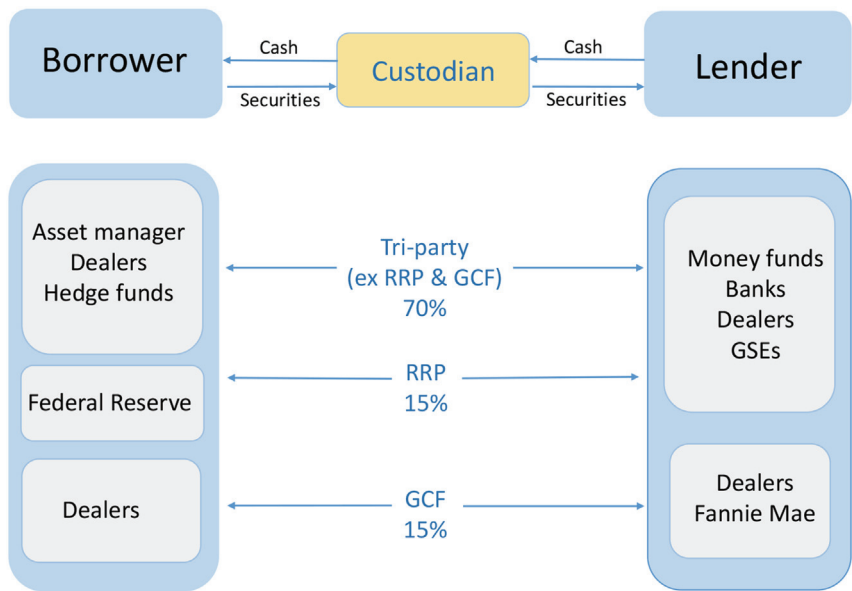 Borrower
Cash
Securities
Custodian
Cash
Securities
Lender
Asset manager
Dealers
Hedge funds
Tri-party
(ex RRP & GCF)
70%
Money funds
Banks
Dealers
GSEs
Federal Reserve
RRP
15%
Dealers
GCF
15%
Dealers
Fannie Mae